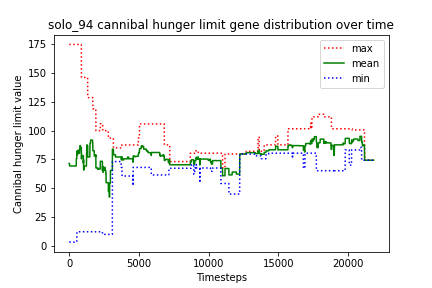 solo_94 cannibal hunger limit gene distribution over time
175
150
125
100
75
50
25
0
Cannibal hunger limit value
max
mean
min
0
5000
10000
15000
20000
Timesteps